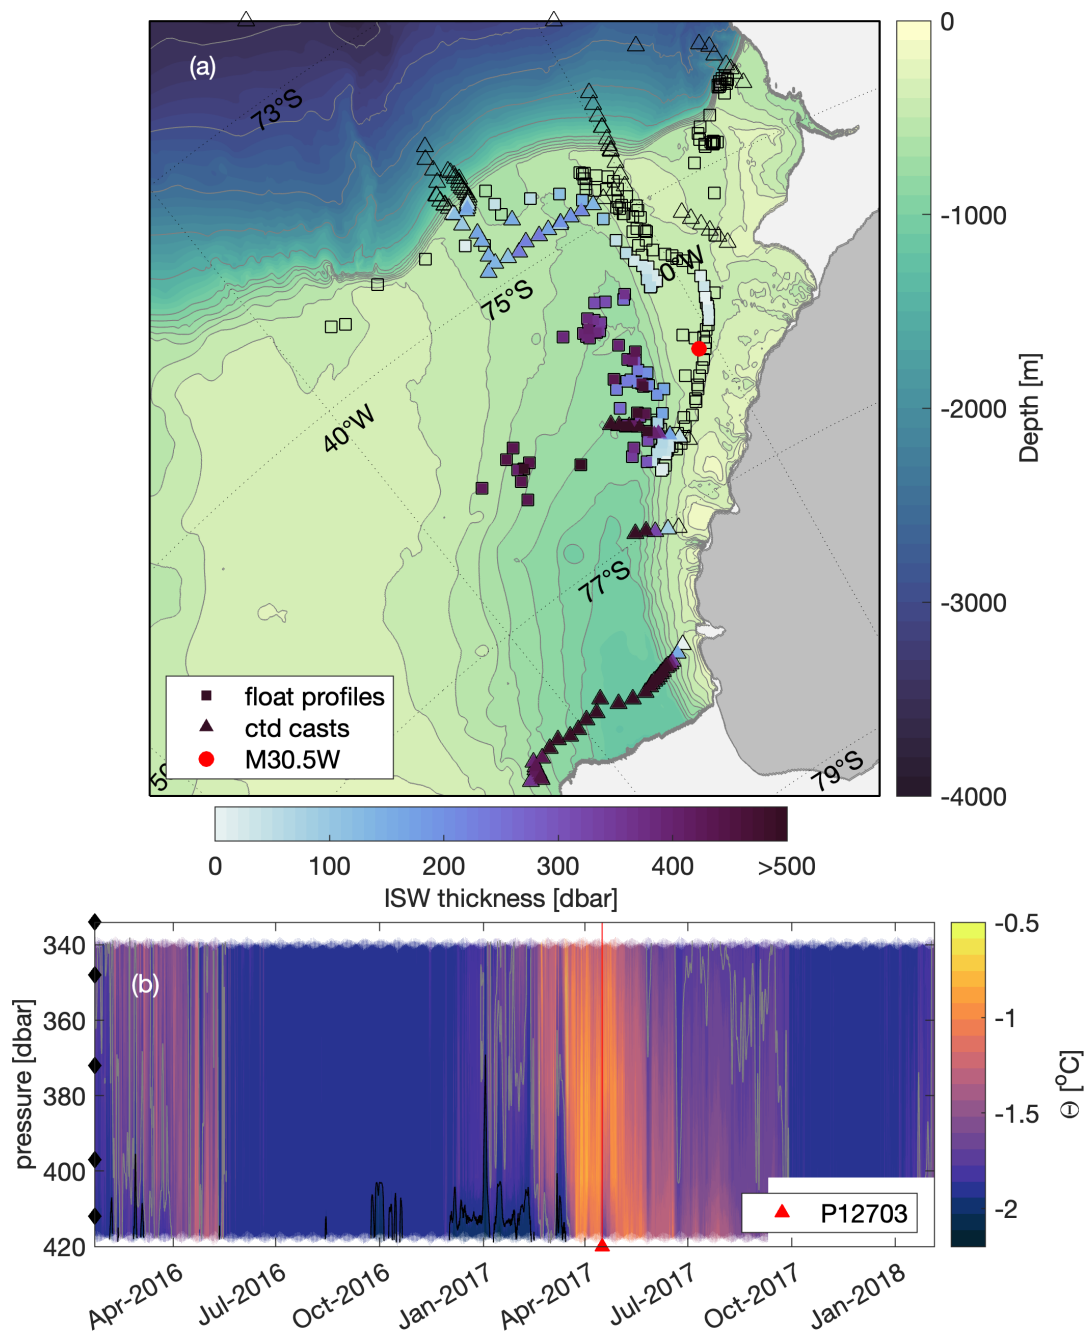 (a)
73°S
75°S
0°W
40°W
77°S
79°S
0
-1000
-2000
-3000
-4000
Depth [m]
float profiles
ctd casts
M30.5W
0 100 200 300 400 >500
ISW thickness [dbar]
(b)
340
360
380
400
420
pressure [dbar]
P12703
Apr-2016 Jul-2016 Oct-2016 Jan-2017 Apr-2017 Jul-2017 Oct-2017 Jan-2018
-0.5
-1
-1.5
-2
Θ [°C]